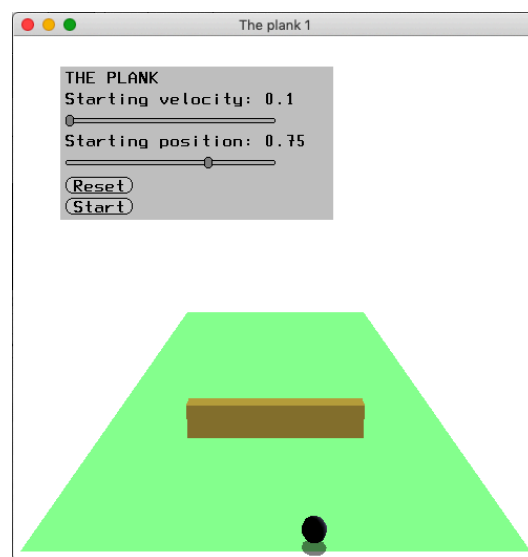 The plank 1
THE PLANK
Starting velocity: 0.1
Starting position: 0.75
Reset
Start